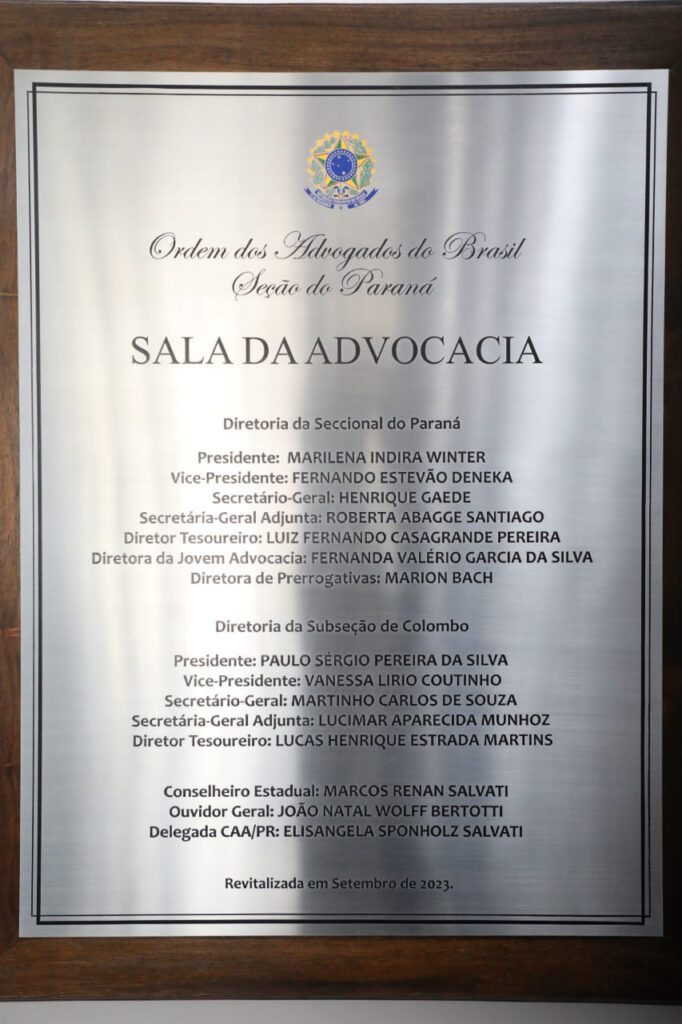 Ordem dos Advogados do Brasil
Seção do Paraná
SALA DA ADVOCACIA
Diretoria da Seccional do Paraná
Presidente: MARILENA INDIRA WINTER
Vice-Presidente: FERNANDO ESTEVÃO DENEKA
Secretário-Geral: HENRIQUE GAEDE
Secretária-Geral Adjunta: ROBERTA ABAGGE SANTIAGO
Diretor Tesoureiro: LUIZ FERNANDO CASAGRANDE PEREIRA
Diretora da Jovem Advocacia: FERNANDA VALÉRIO GARCIA DA SILVA
Diretora de Prerrogativas: MARION BACH
Diretoria da Subseção de Colombo
Presidente: PAULO SÉRGIO PEREIRA DA SILVA
Vice-Presidente: VANESSA LIRIO COUTINHO
Secretário-Geral: MARTINHO CARLOS DE SOUZA
Secretária-Geral Adjunta: LUCIMAR APARECIDA MUNHOZ
Diretor Tesoureiro: LUCAS HENRIQUE ESTRADA MARTINS
Conselheiro Estadual: MARCOS RENAN SALVATI
Ouvidor Geral: JOÃO NATAL WOLFF BERTOTTI
Delegada CAA/PR: ELISANGELA SPONHOLZ SALVATI
Revitalizada em Setembro de 2023.